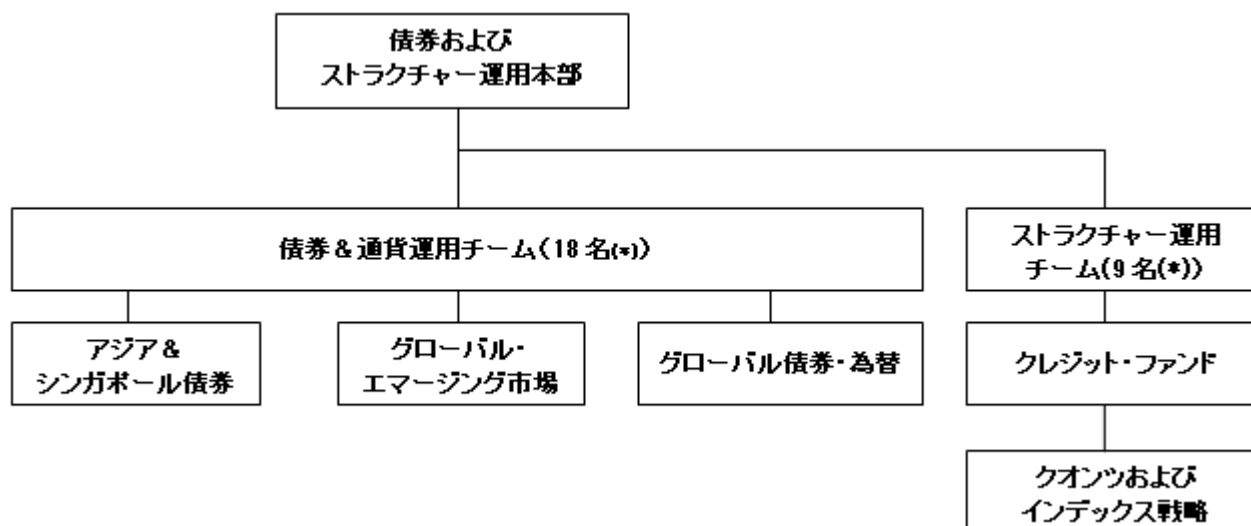 債券および
ストラクチャー運用本部
債券＆通貨運用チーム(18名(*))
ストラクチャー運用
チーム(9名(*))
アジア＆
シンガポール債券
グローバル・
エマージング市場
グローバル債券・為替
クレジット・ファンド
クオンツおよび
インデックス戦略